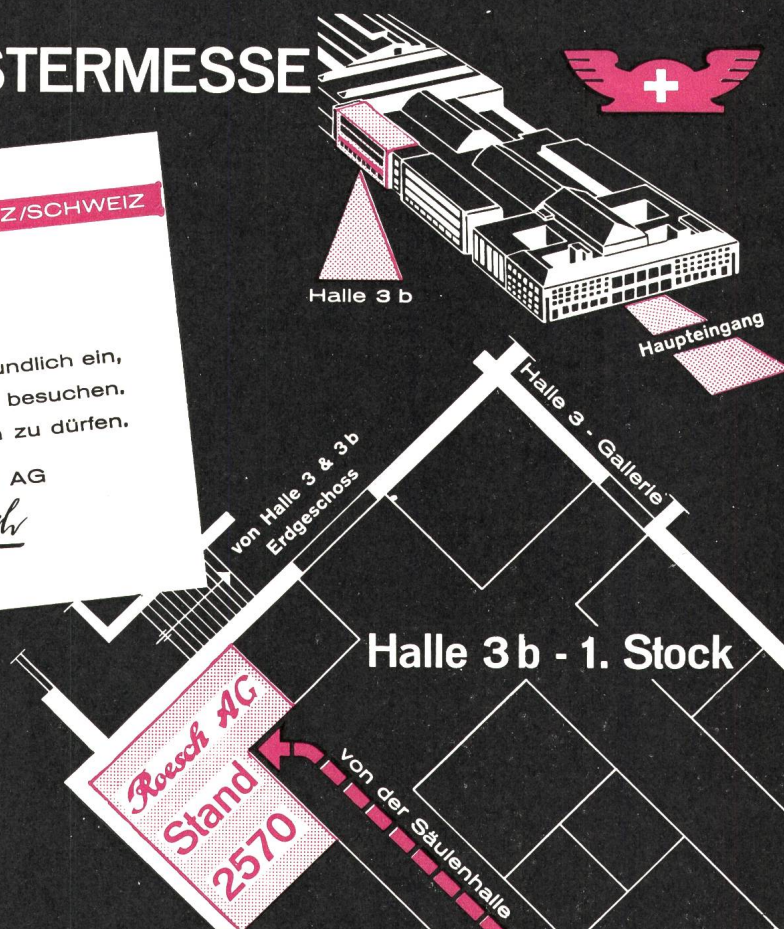 STERMESSE
Z/SCHWEIZ
undlich ein,
besuchen.
zu dürfen.
AG
Halle 3 b
Haupteingang
Halle 3 - Gallerie
von Halle 3 & 3b
Erdgeschoss
Halle 3 b - 1. Stock
Roesch AG
Stand
2570
von der Säulenhalle